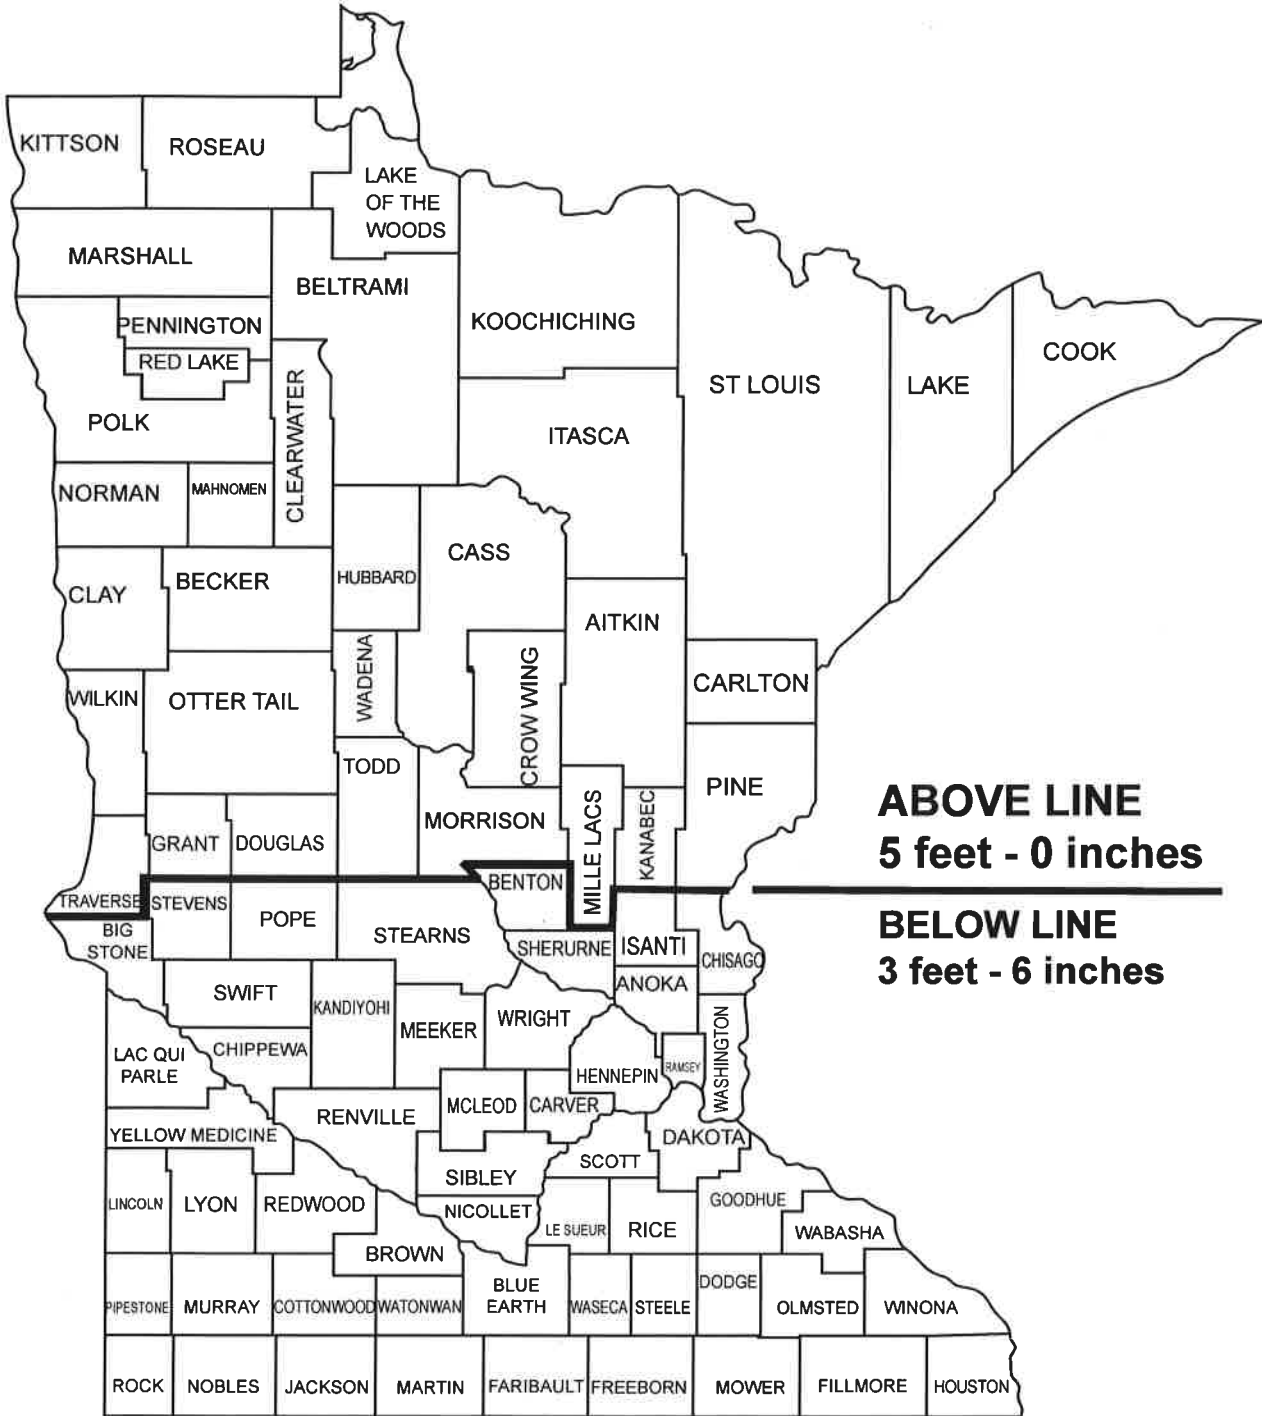 KITTSON
ROSEAU
LAKE
OF THE
WOODS
MARSHALL
BELTRAMI
KOOCHICHING
PENNINGTON
RED LAKE
ST LOUIS
LAKE
COOK
POLK
CLEARWATER
ITASCA
NORMAN
MAHNOMEN
CASS
HUBBARD
BECKER
CLAY
AITKIN
WADENA
CROW WING
CARLTON
WILKIN
OTTER TAIL
TODD
PINE
MORRISON
MILLE LACS
KANABEC
GRANT
DOUGLAS
ABOVE LINE
5 feet - 0 inches
TRAVERSE
STEVENS
BENTON
POPE
STEARNS
BIG
STONE
SHERURNE
ISANTI
CHISAGO
BELOW LINE
3 feet - 6 inches
SWIFT
KANDIYOHI
MEEKER
WRIGHT
ANOKA
WASHINGTON
LAC QUI
PARLE
CHIPPEWA
HENNEPIN
RAMSEY
RENVILLE
MCLEOD
CARVER
YELLOW MEDICINE
DAKOTA
SCOTT
SIBLEY
LINCOLN
LYON
REDWOOD
NICOLLET
LE SUEUR
RICE
GOODHUE
WABASHA
BROWN
PIPESTONE
MURRAY
COTTONWOOD
WATONWAN
BLUE
EARTH
WASECA
STEELE
DODGE
OLMSTED
WINONA
ROCK
NOBLES
JACKSON
MARTIN
FARIBAULT
FREEBORN
MOWER
FILLMORE
HOUSTON